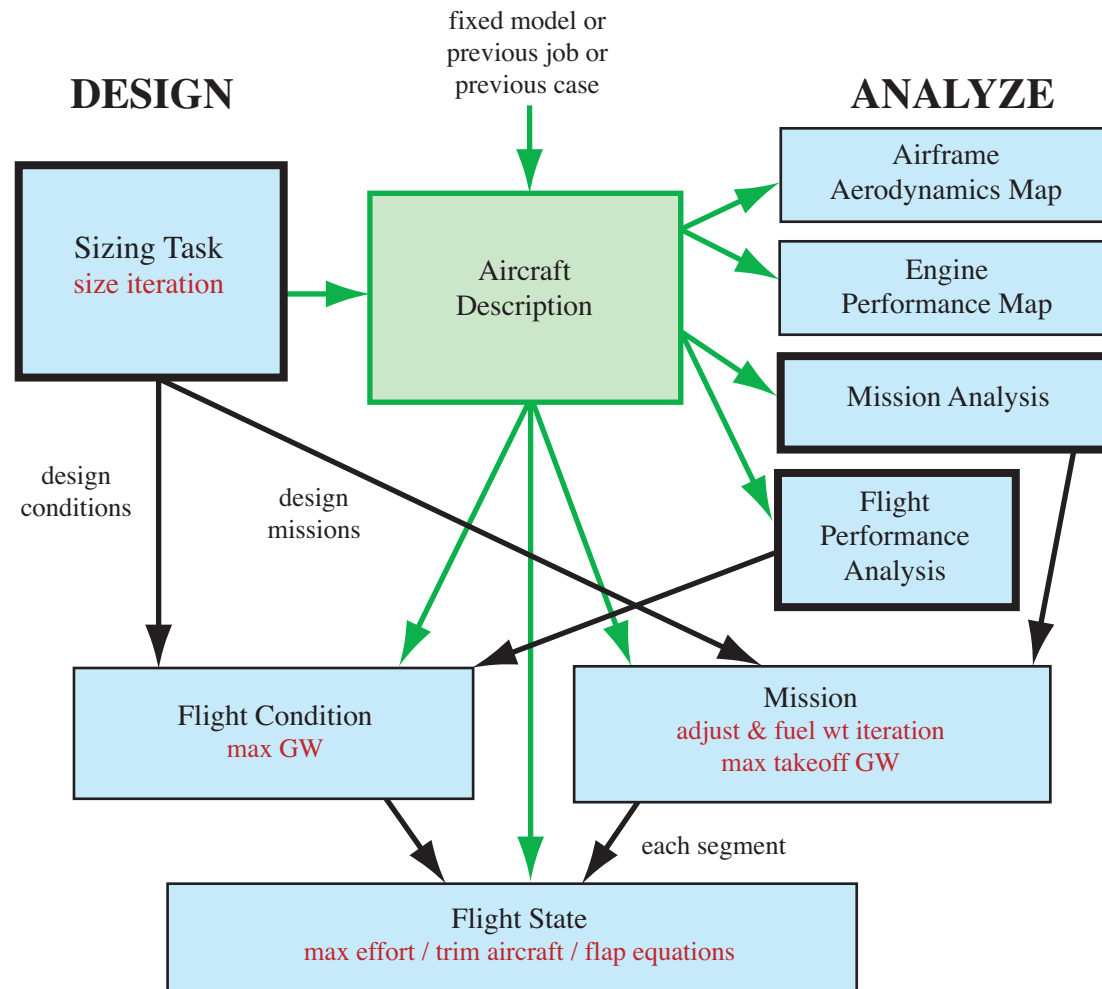 fixed model or
previous job or
previous case
DESIGN
ANALYZE
Sizing Task
size iteration
Aircraft
Description
Airframe
Aerodynamics Map
Engine
Performance Map
Mission Analysis
Flight
Performance
Analysis
design
conditions
design
missions
Flight Condition
max GW
Mission
adjust & fuel wt iteration
max takeoff GW
each segment
Flight State
max effort / trim aircraft / flap equations